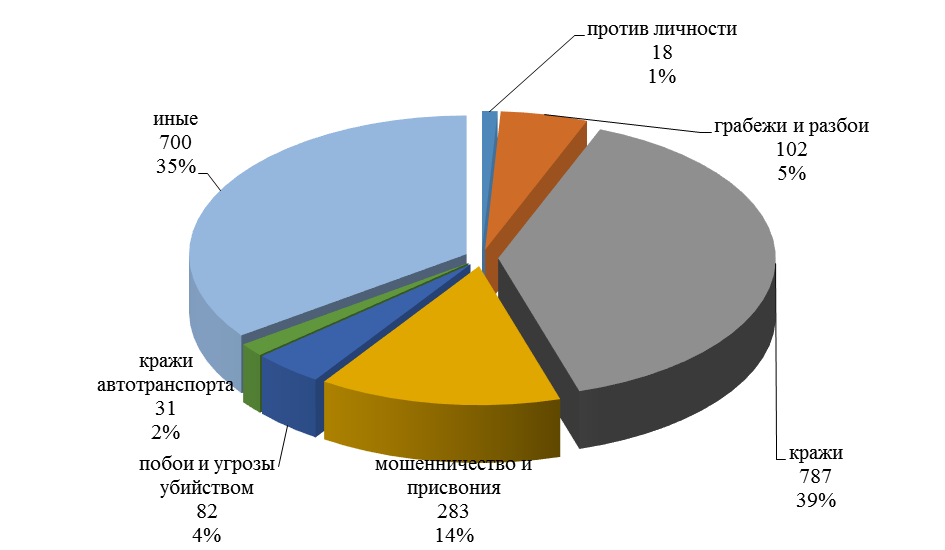 против личности
18
1%
грабежи и разбои
102
5%
кражи
787
39%
мошенничество и
присвония
283
14%
побои и угрозы
убийством
82
4%
кражи
автотранспорта
31
2%
иные
700
35%